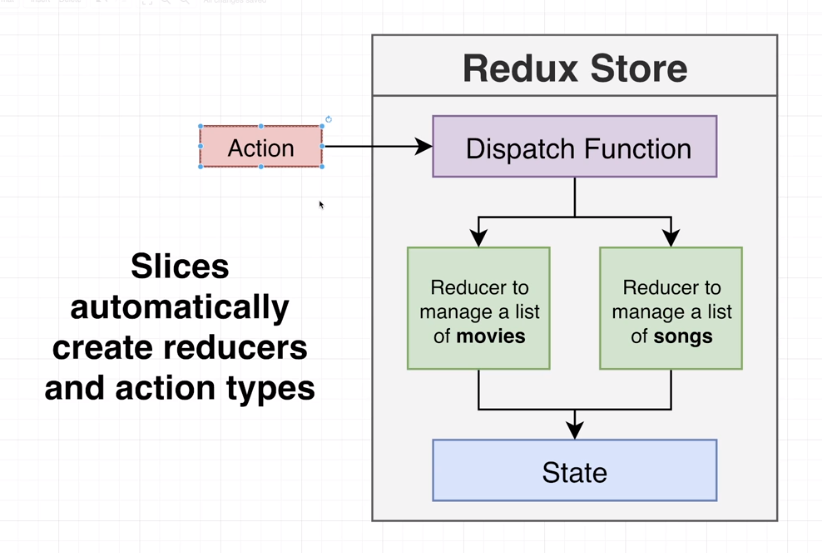 Redux Store
Action
Dispatch Function
Slices
automatically
create reducers
and action types
Reducer to
manage a list
of movies
Reducer to
manage a list
of songs
State